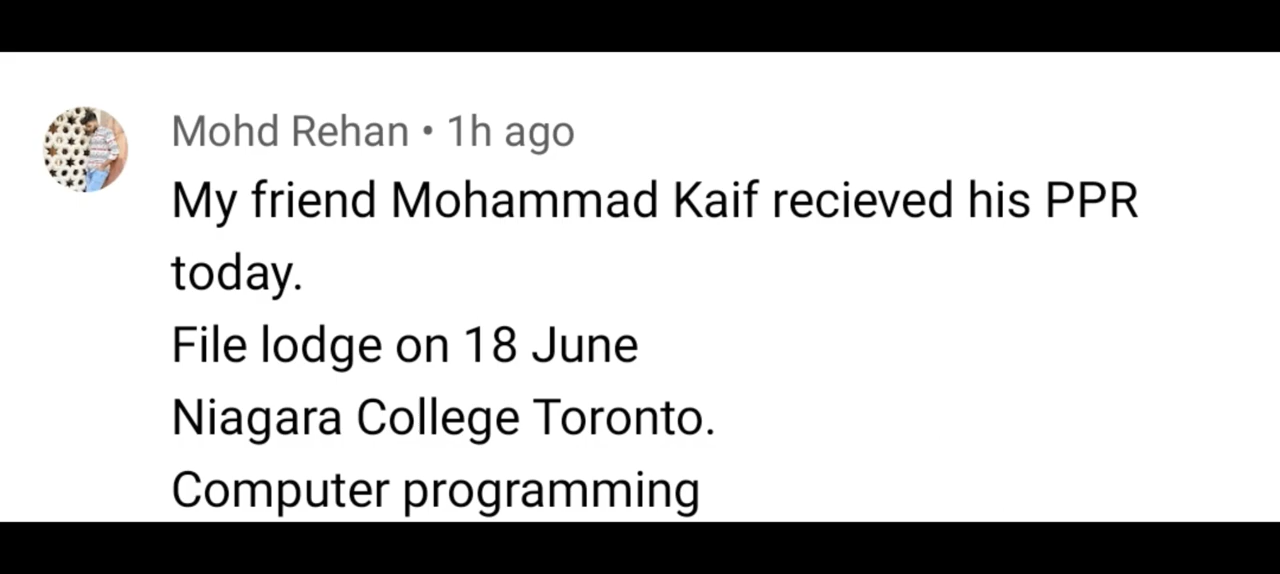 Mohd Rehan • 1h ago
My friend Mohammad Kaif recieved his PPR
today.
File lodge on 18 June
Niagara College Toronto.
Computer programming